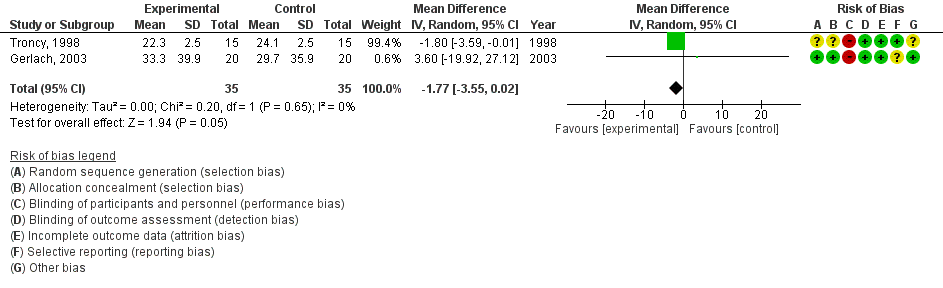 Experimental Control Mean Difference Mean Difference Risk of Bias
Study or Subgroup Mean SD Total Mean SD Total Weight IV, Random, 95% CI Year IV, Random, 95% CI A B C D E F G
Troncy, 1998 22.3 2.5 15 24.1 2.5 15 99.4% -1.80 [-3.59, -0.01] 1998 ? ? - + + + ?
Gerlach, 2003 33.3 39.9 20 29.7 35.9 20 0.6% 3.60 [-19.92, 27.12] 2003 + + - + + ? +
Total (95% CI) 35 35 100.0% -1.77 [-3.55, 0.02]
Heterogeneity: Tau² = 0.00; Chi² = 0.20, df = 1 (P = 0.65); I² = 0%
Test for overall effect: Z = 1.94 (P = 0.05)
-20 -10 0 10 20
Favours [experimental] Favours [control]
Risk of bias legend
(A) Random sequence generation (selection bias)
(B) Allocation concealment (selection bias)
(C) Blinding of participants and personnel (performance bias)
(D) Blinding of outcome assessment (detection bias)
(E) Incomplete outcome data (attrition bias)
(F) Selective reporting (reporting bias)
(G) Other bias